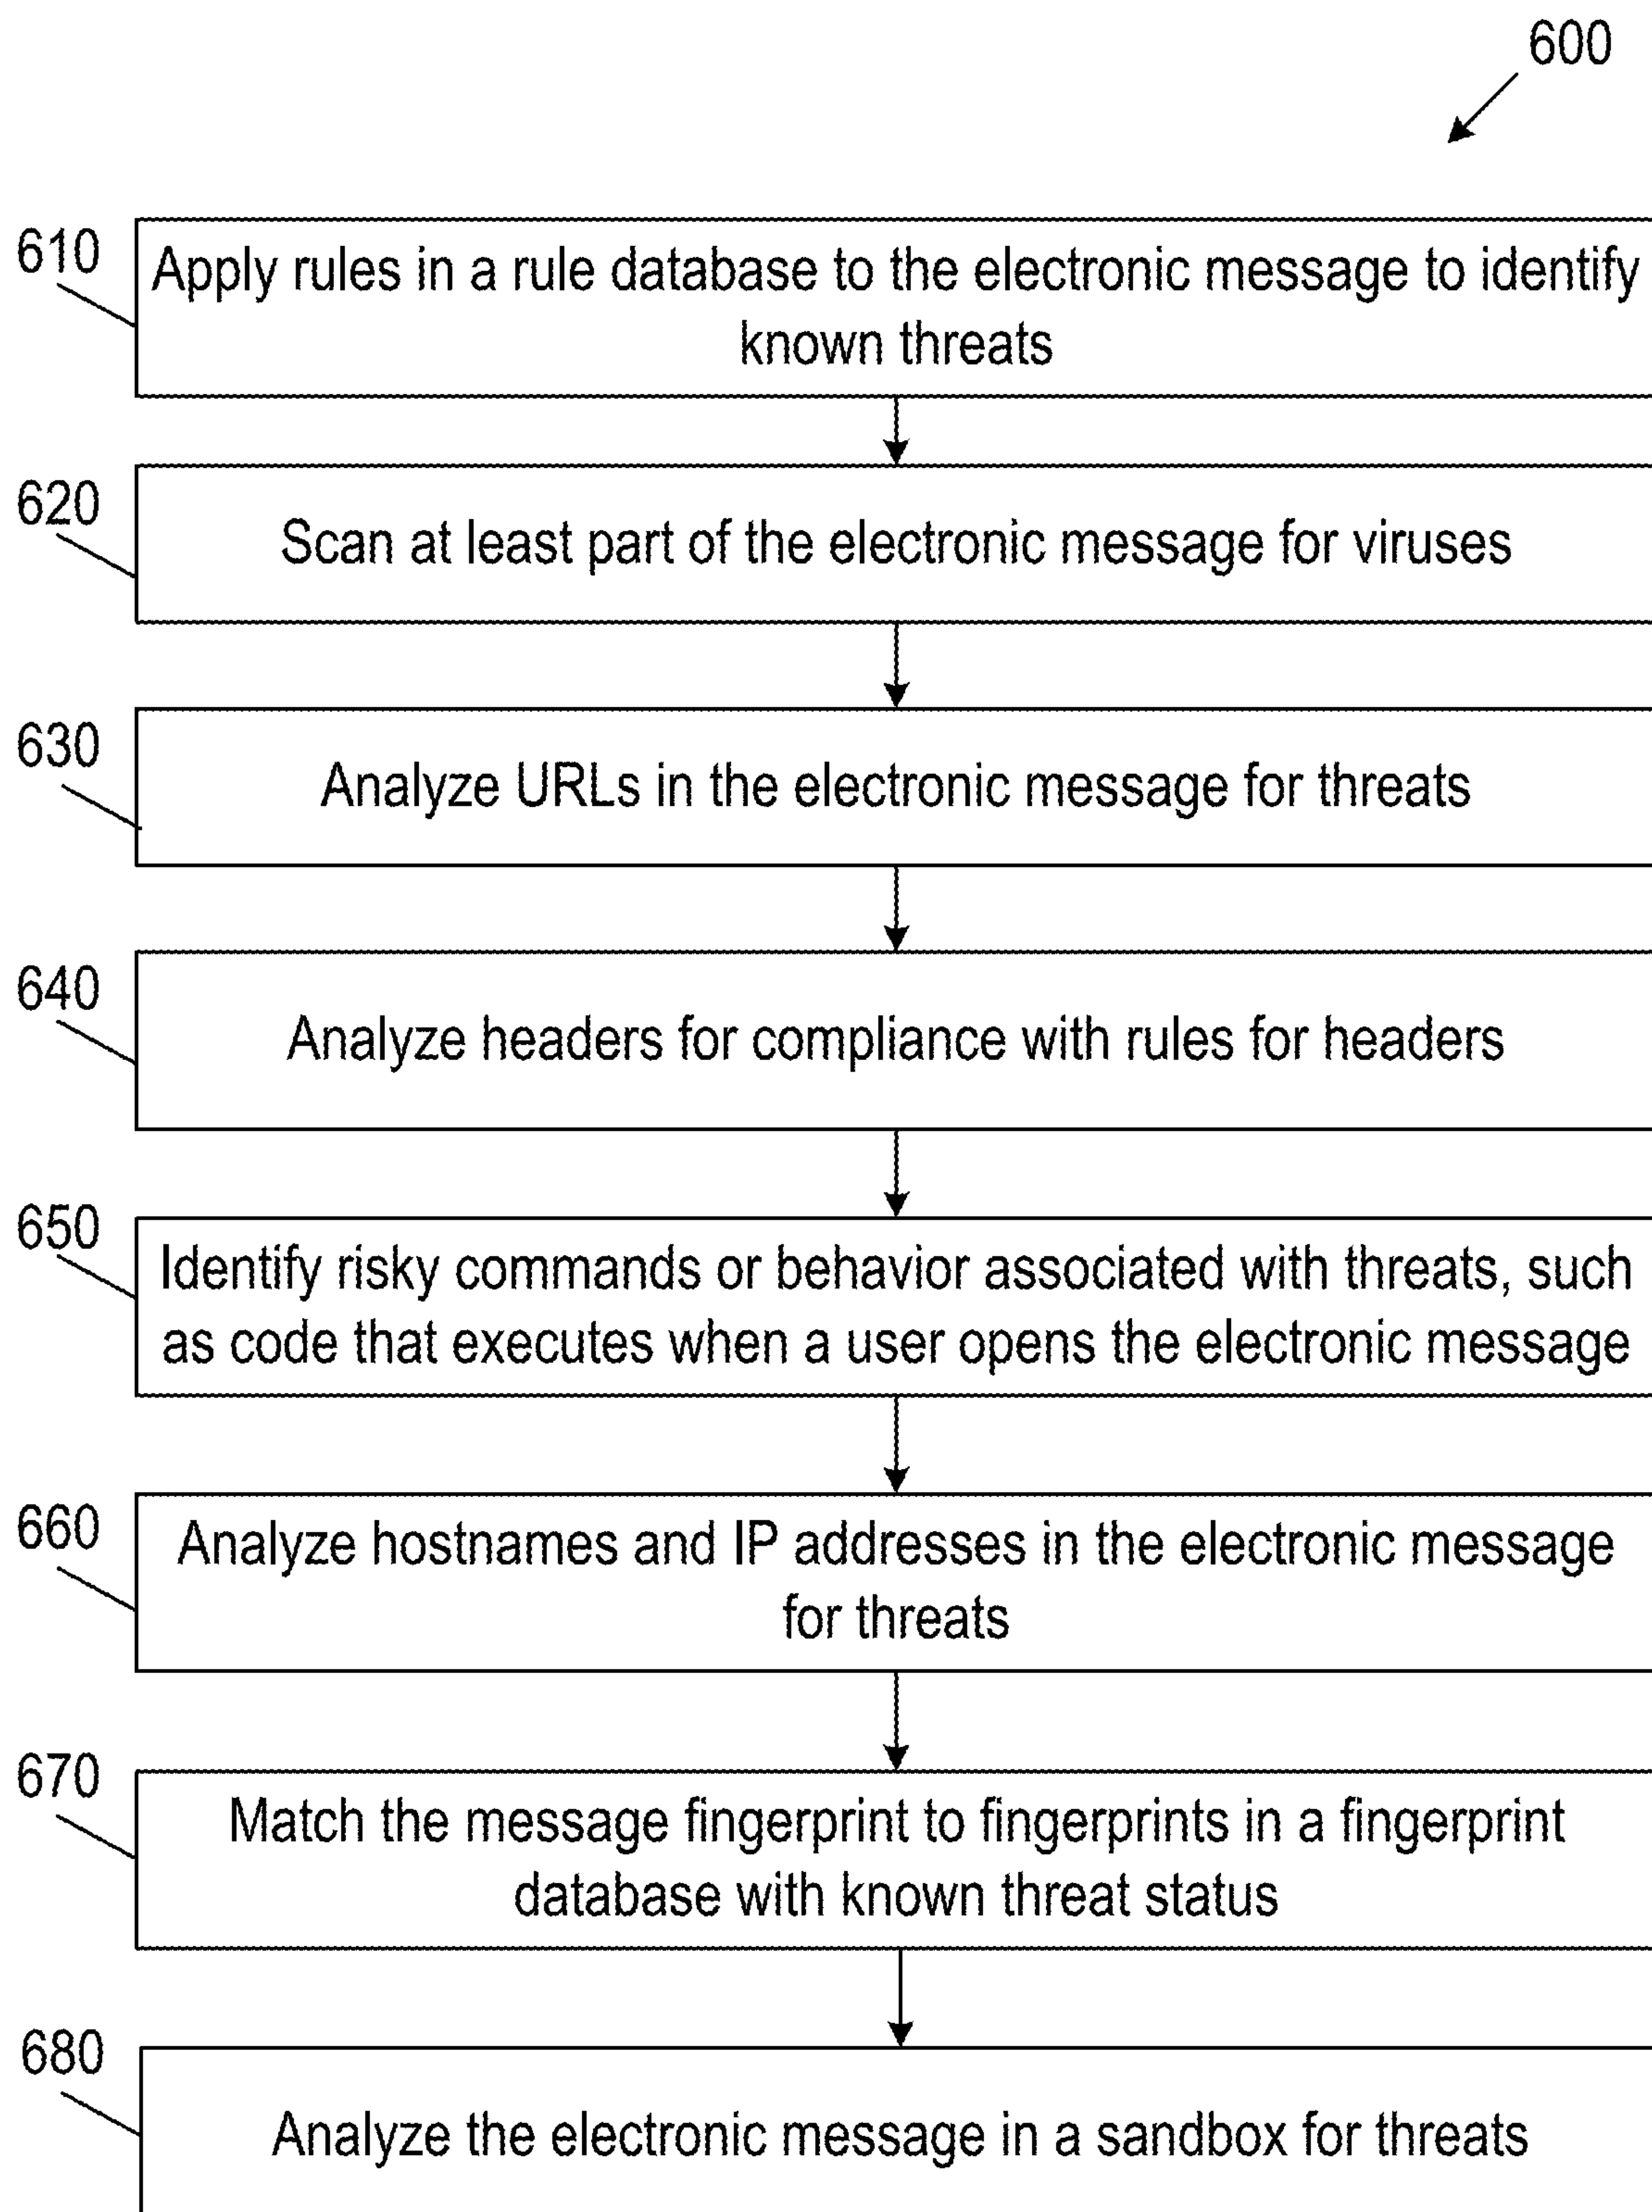 600
610
Apply rules in a rule database to the electronic message to identify
known threats
620
Scan at least part of the electronic message for viruses
630
Analyze URLs in the electronic message for threats
640
Analyze headers for compliance with rules for headers
650
Identify risky commands or behavior associated with threats, such
as code that executes when a user opens the electronic message
660
Analyze hostnames and IP addresses in the electronic message
for threats
670
Match the message fingerprint to fingerprints in a fingerprint
database with known threat status
680
Analyze the electronic message in a sandbox for threats